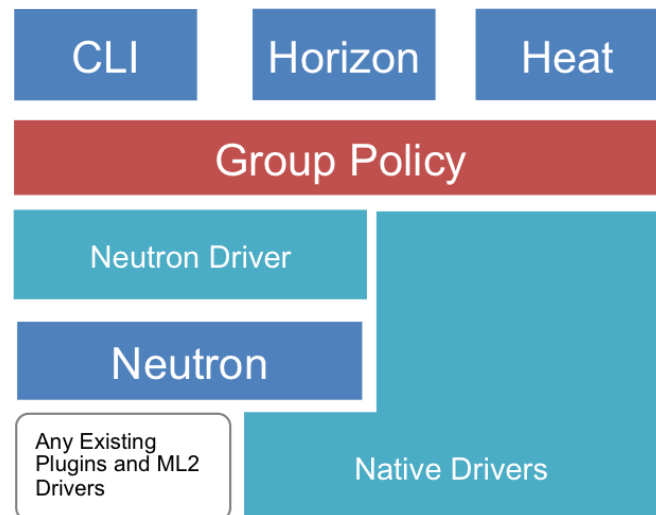 CLI
Horizon
Heat
Group Policy
Neutron Driver
Neutron
Any Existing
Plugins and ML2
Drivers
Native Drivers